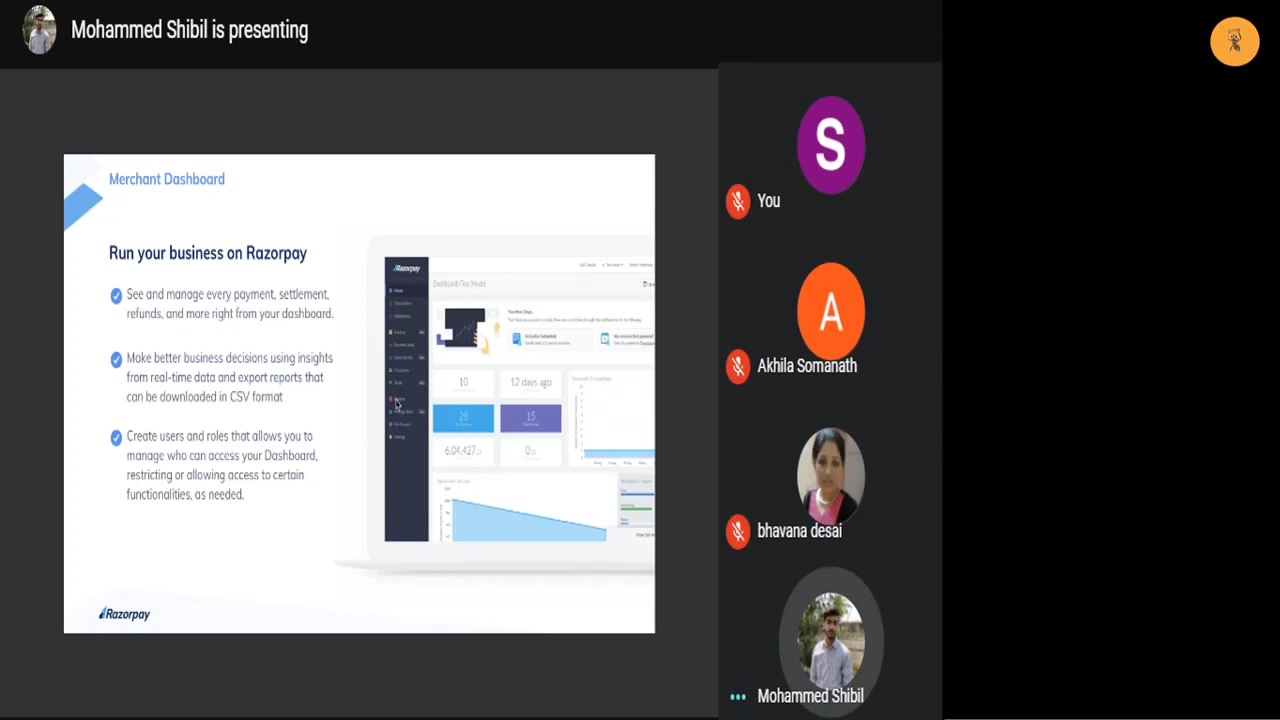 Mohammed Shibil is presenting
Merchant Dashboard
Run your business on Razorpay
See and manage every payment, settlement,
refunds, and more right from your dashboard.
Make better business decisions using insights
from real-time data and export reports that
can be downloaded in CSV format
Create users and roles that allows you to
manage who can access your Dashboard,
restricting or allowing access to certain
functionalities, as needed.
Razorpay
Razorpay
10
12 days ago
28
15
6,04,427
0
S
You
A
Akhila Somanath
bhavana desai
Mohammed Shibil